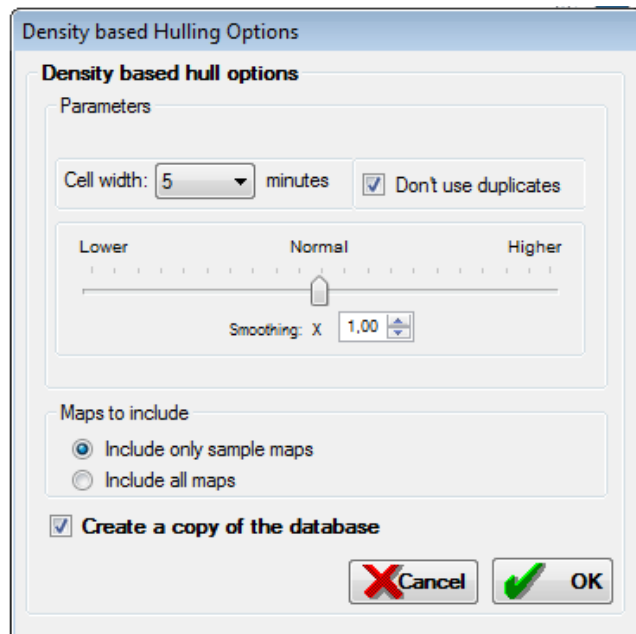 Density based Hulling Options
Density based hull options
Parameters
Cell width: 5 minutes Don't use duplicates
Lower Normal Higher
Smoothing: X 1,00
Maps to include
Include only sample maps
Include all maps
Create a copy of the database
Cancel OK